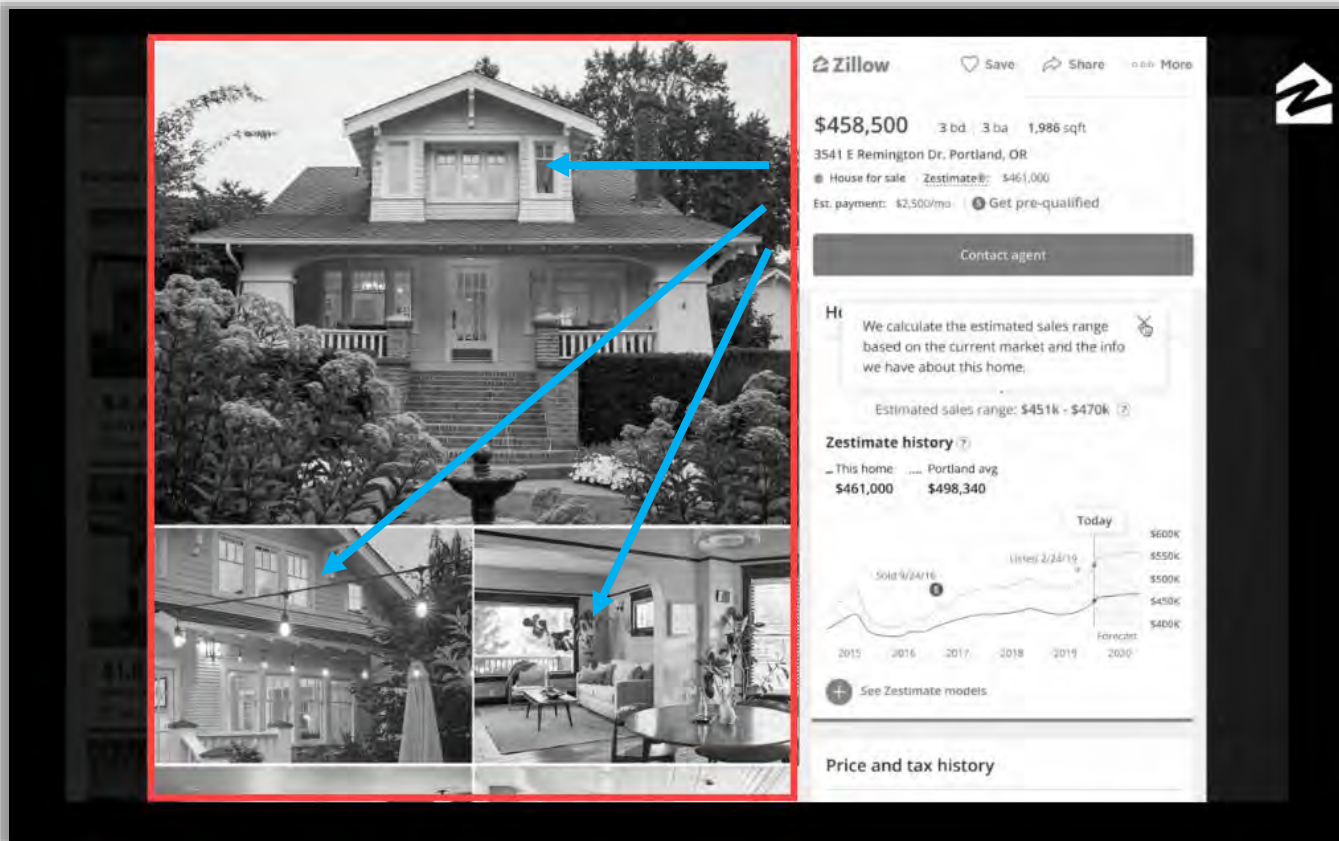 Zillow
Save
Share
More
$458,500
3 bd
3 ba
1,986 sqft
3541 E Remington Dr. Portland, OR
House for sale
Zestimate®:
$461,000
Est. payment:
$2,500/mo
$ Get pre-qualified
Contact agent
We calculate the estimated sales range
based on the current market and the info
we have about this home.
Estimated sales range: $451k - $470k ?
Zestimate history ?
This home
Portland avg
$461,000
$498,340
Today
$600K
Listed 2/24/19
$550K
Sold 9/24/16
$500K
$450K
$400K
Forecast
2015
2016
2017
2018
2019
2020
+ See Zestimate models
Price and tax history